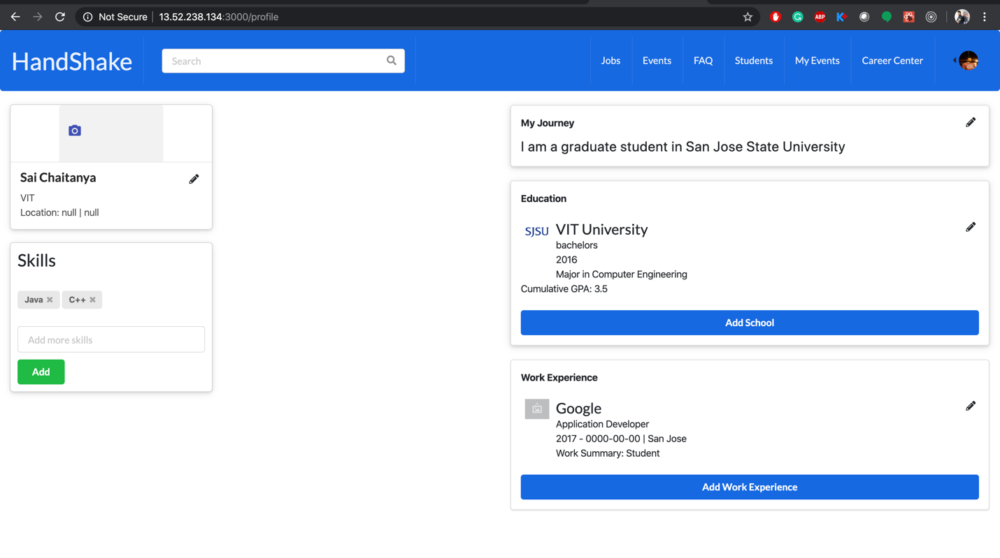 Not Secure | 13.52.238.134:3000/profile
ABP
HandShake
Search
Jobs
Events
FAQ
Students
My Events
Career Center
Sai Chaitanya
VIT
Location: null | null
Skills
Java
C++
Add more skills
Add
My Journey
I am a graduate student in San Jose State University
Education
SJSU
VIT University
bachelors
2016
Major in Computer Engineering
Cumulative GPA: 3.5
Add School
Work Experience
Google
Application Developer
2017 - 0000-00-00 | San Jose
Work Summary: Student
Add Work Experience